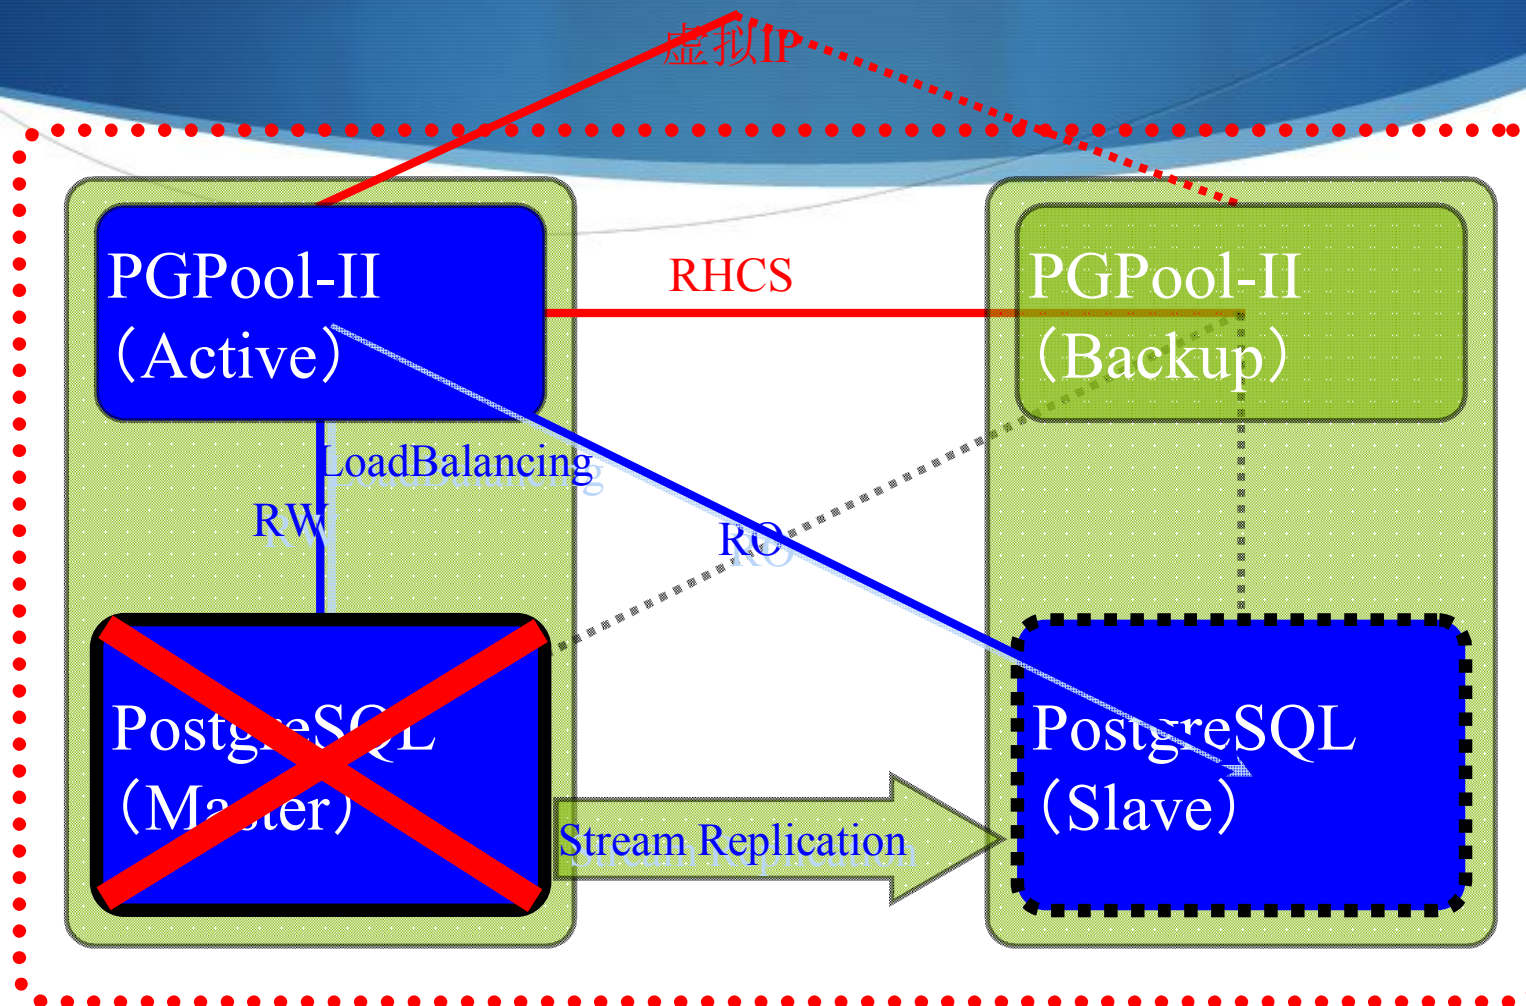 虚拟IP
PGPool-II
（Active）
RHCS
PGPool-II
（Backup）
LoadBalancing
RW
RO
PostgreSQL
（Master）
Stream Replication
PostgreSQL
（Slave）